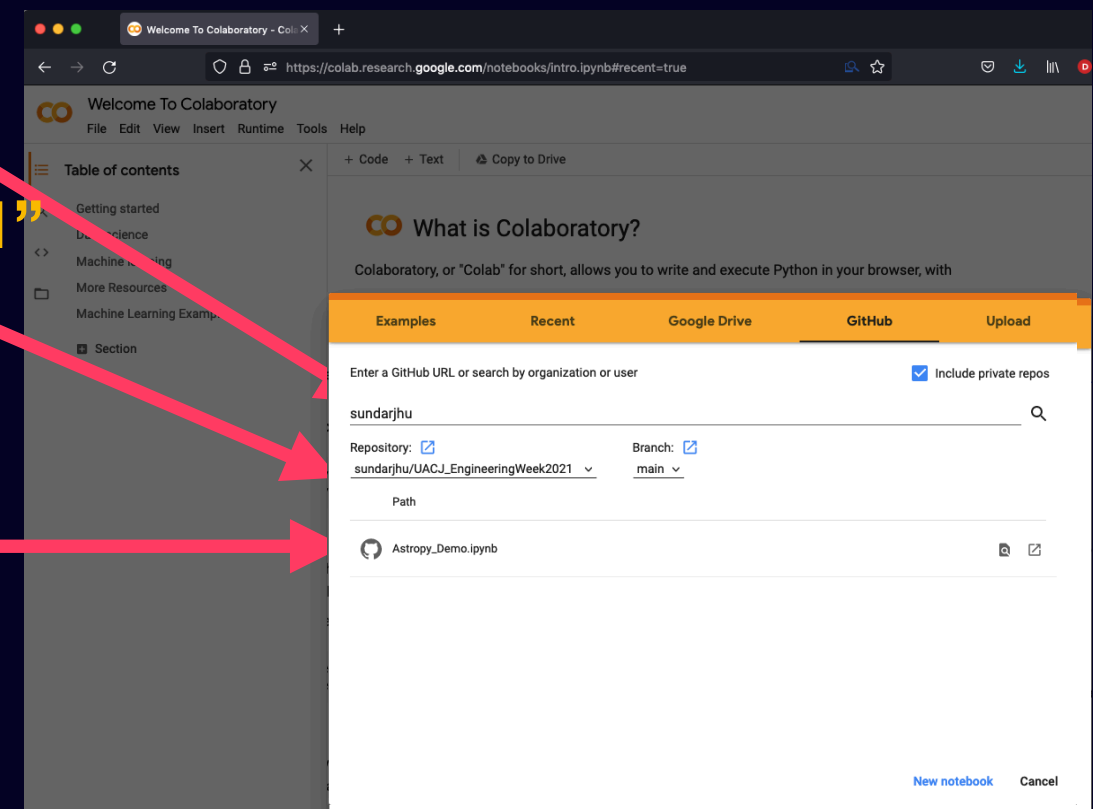 Welcome To Colaboratory - Cola
https://colab.research.google.com/notebooks/intro.ipynb#recent=true
D
Welcome To Colaboratory
File Edit View Insert Runtime Tools Help
Table of contents
+ Code + Text Copy to Drive
Getting started
”
What is Colaboratory?
Machine
Colaboratory, or "Colab" for short, allows you to write and execute Python in your browser, with
More Resources
Machine Learning
Section
Examples Recent Google Drive GitHub Upload
Enter a GitHub URL or search by organization or user Include private repos
sundarjhu
Repository: Branch:
sundarjhu/UACJ_EngineeringWeek2021 main
Path
Astropy_Demo.ipynb
New notebook Cancel